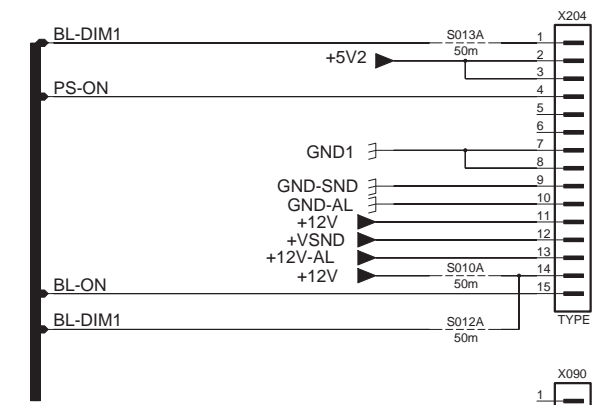 X204
BL-DIM1
S013A
50m
1
+5V2
2
3
PS-ON
4
5
6
GND1
7
8
GND-SND
9
GND-AL
10
+12V
11
+VSND
12
+12V-AL
13
+12V
S010A
50m
14
BL-ON
15
BL-DIM1
S012A
50m
TYPE
X090
1